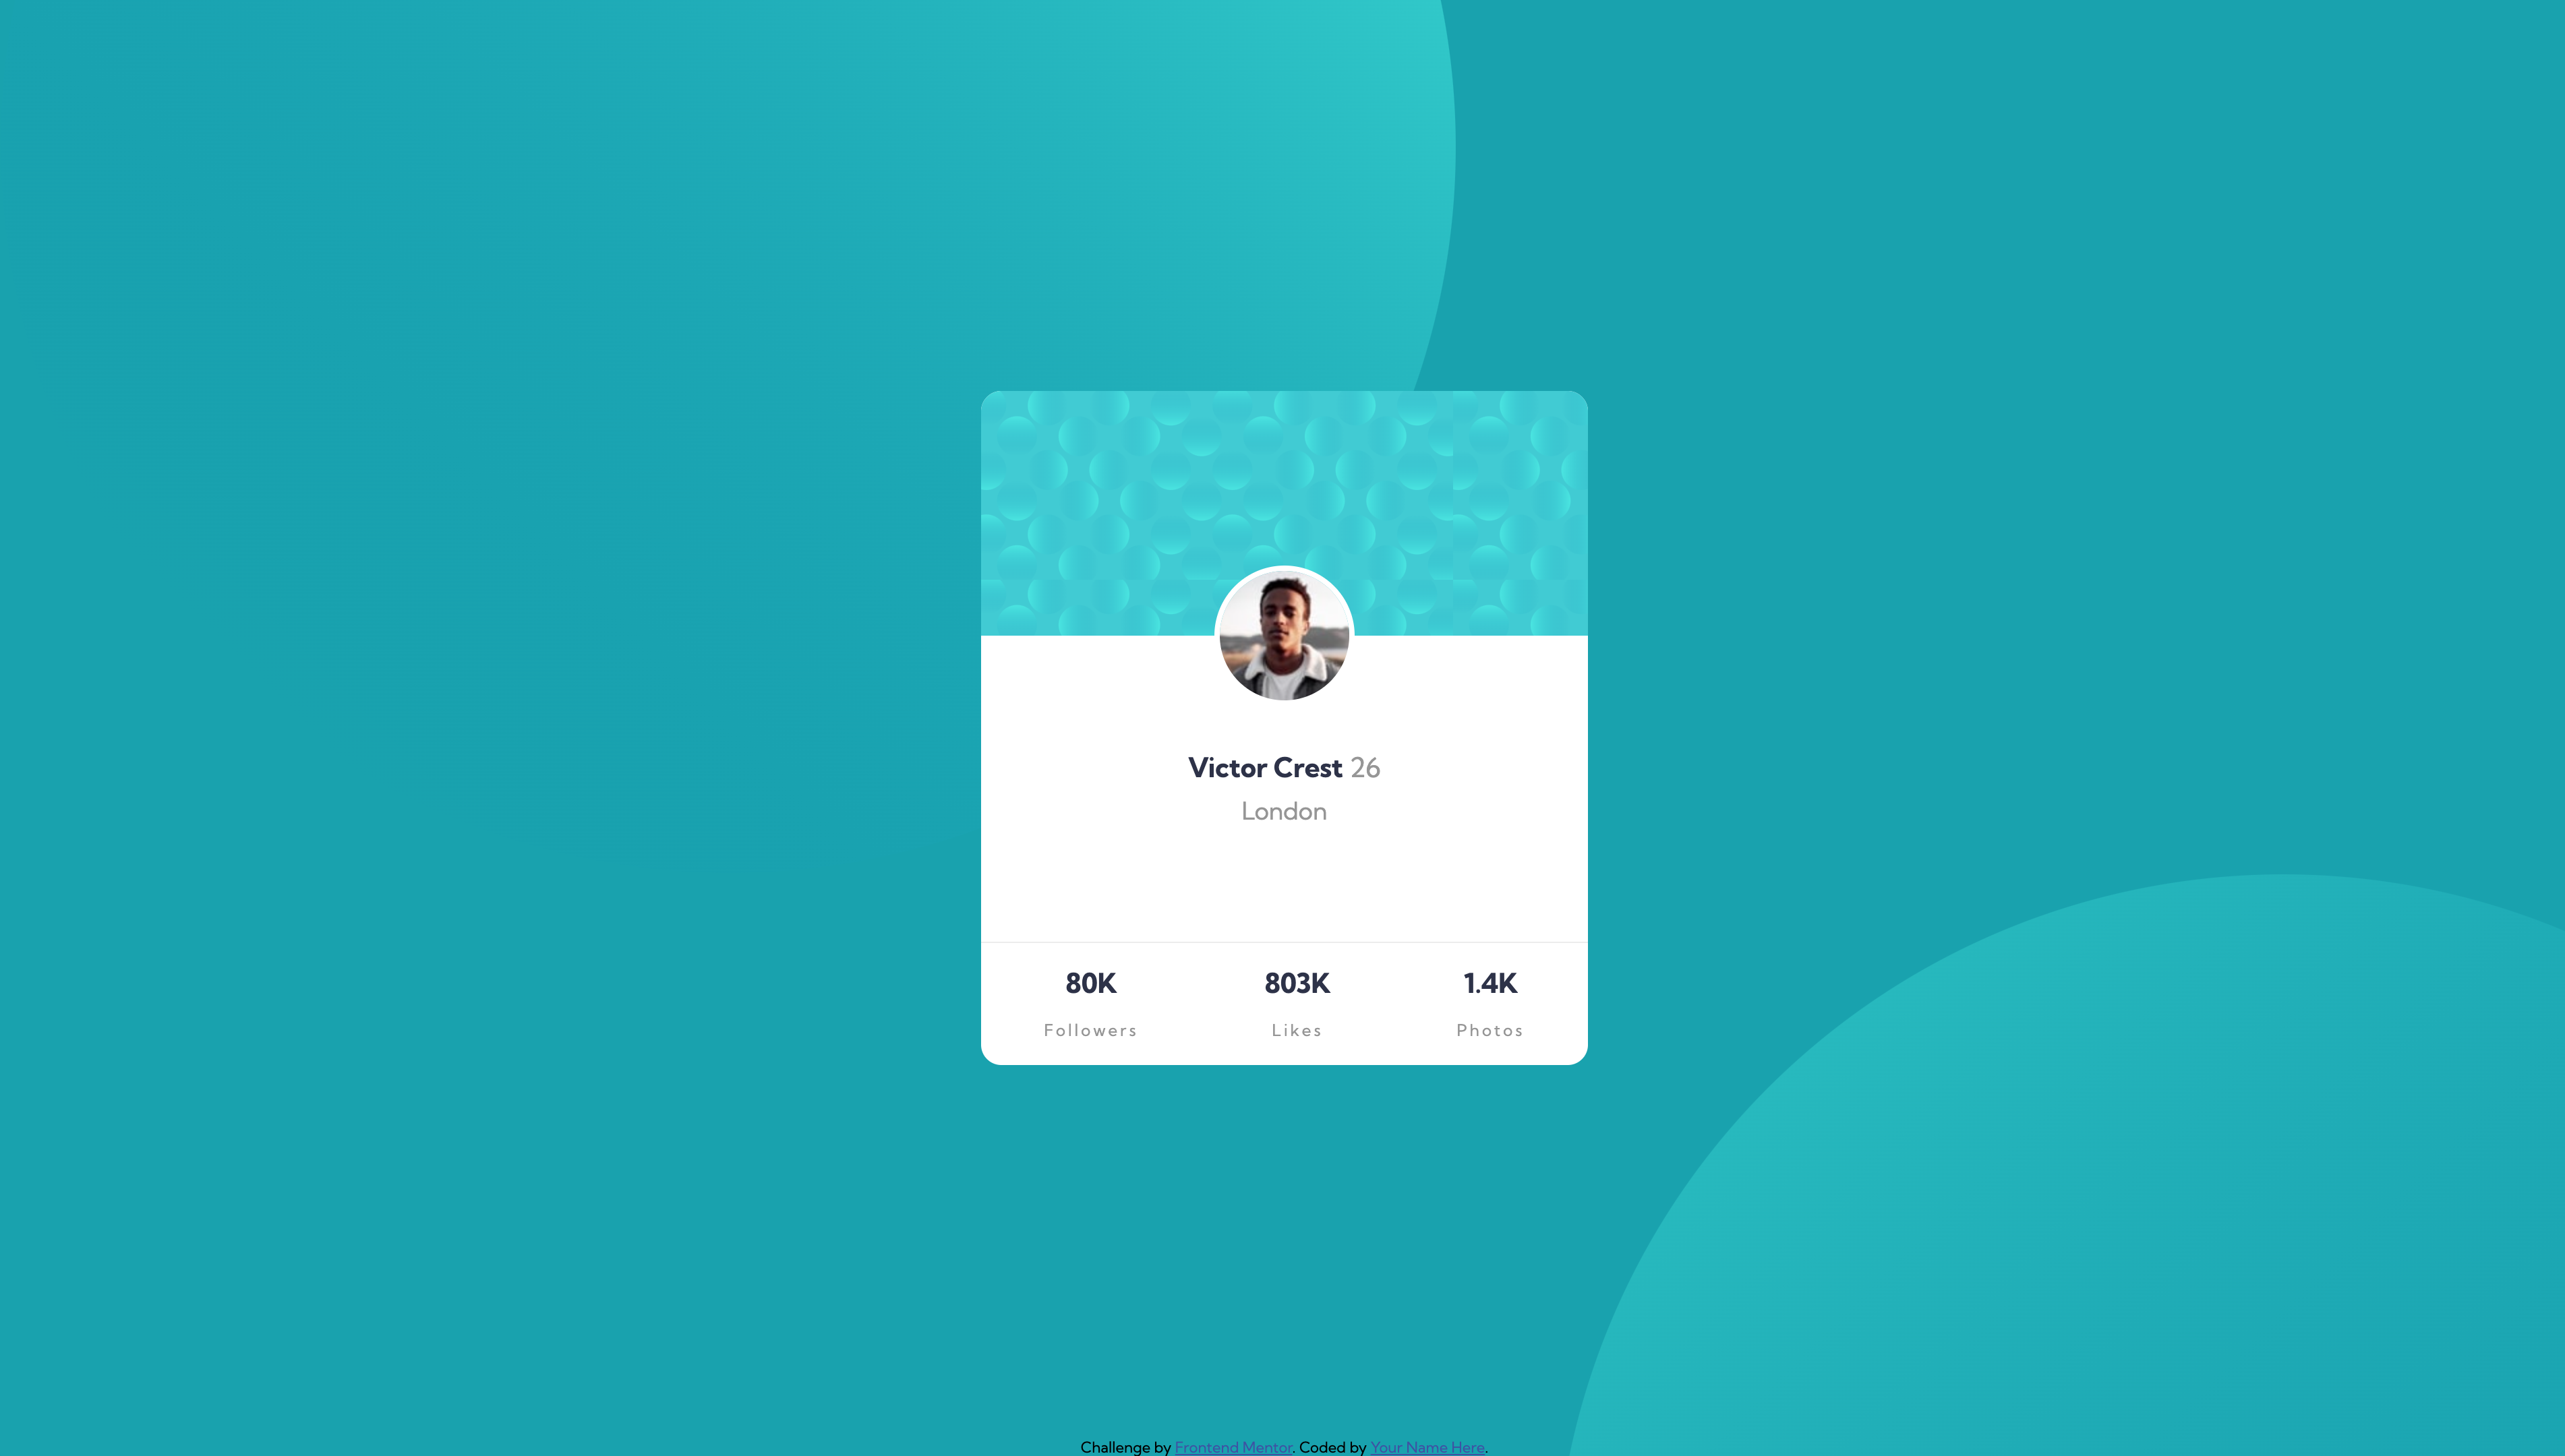 Victor Crest 26
London
80K 803K 1.4K
Followers Likes Photos
Challenge by Frontend Mentor. Coded by Your Name Here.